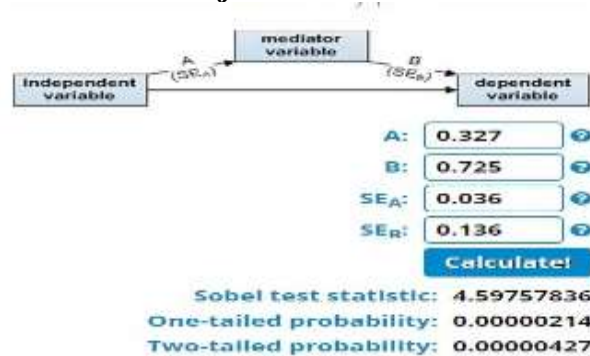 mediator
variable
A
(SEA)
B
(SEB)
Independent
variable
dependent
variable
A: 0.327
B: 0.725
SEA: 0.036
SEB: 0.136
Calculate!
Sobel test statistic: 4.59757836
One-tailed probability: 0.00000214
Two-tailed probability: 0.00000427